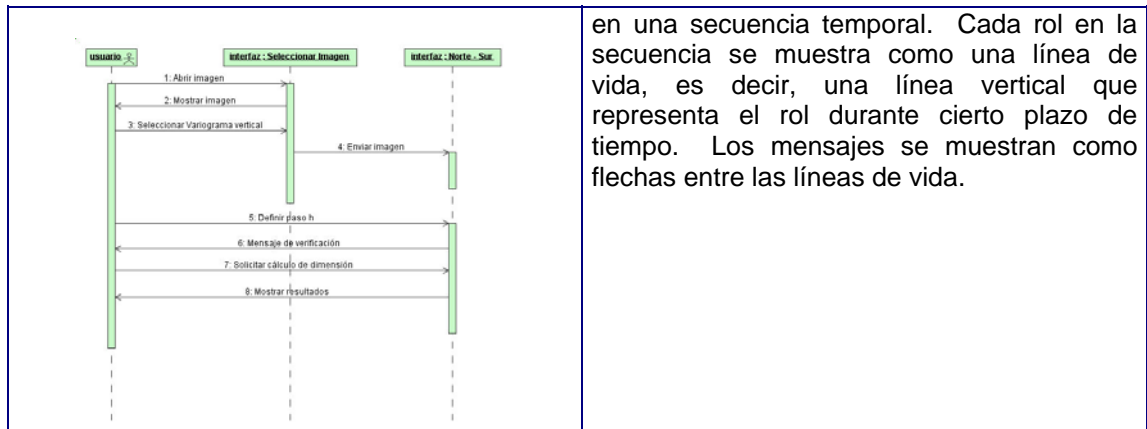 usuario
interfaz : Seleccionar Imagen
interfaz : Norte - Sur
1: Abrir imagen
2: Mostrar imagen
3: Seleccionar Variograma vertical
4: Enviar imagen
5: Definir paso h
6: Mensaje de verificación
7: Solicitar cálculo de dimensión
8: Mostrar resultados
en una secuencia temporal. Cada rol en la
secuencia se muestra como una línea de
vida, es decir, una línea vertical que
representa el rol durante cierto plazo de
tiempo. Los mensajes se muestran como
flechas entre las líneas de vida.